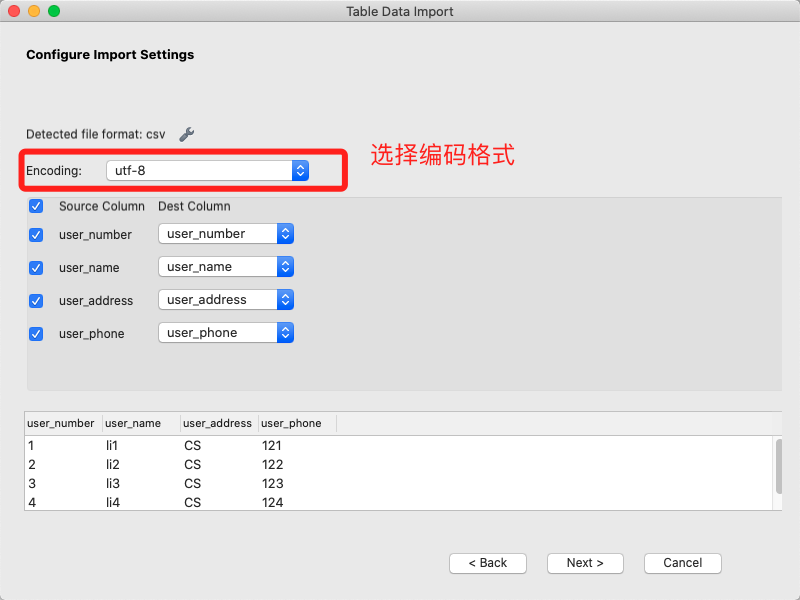 Table Data Import
Configure Import Settings
Detected file format: csv
选择编码格式
Encoding: utf-8
Source Column Dest Column
user_number user_number
user_name user_name
user_address user_address
user_phone user_phone
user_number user_name user_address user_phone
1 li1 CS 121
2 li2 CS 122
3 li3 CS 123
4 li4 CS 124
< Back Next > Cancel